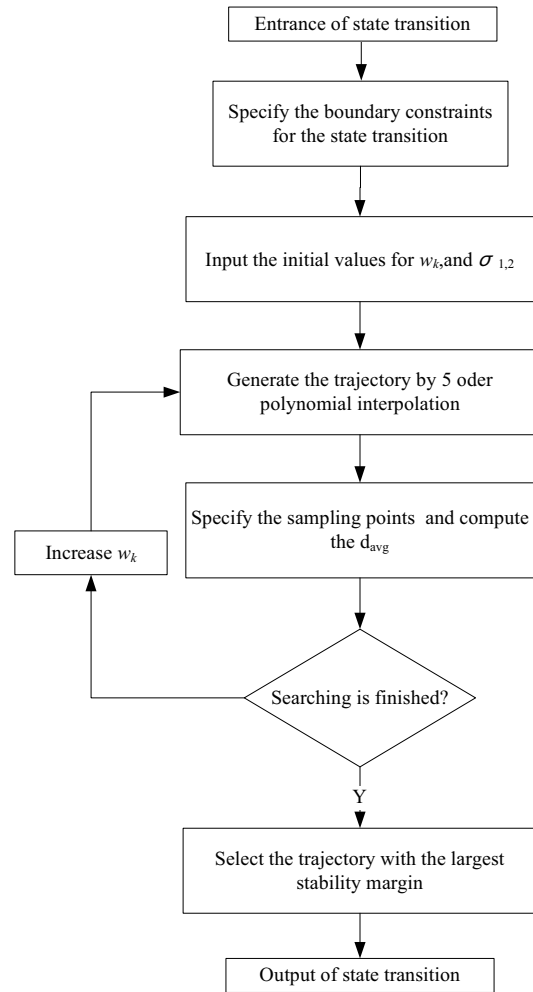 Entrance of state transition
Specify the boundary constraints
for the state transition
Input the initial values for wk,and σ 1,2
Generate the trajectory by 5 oder
polynomial interpolation
Specify the sampling points and compute
the davg
Increase wk
Searching is finished?
Y
Select the trajectory with the largest
stability margin
Output of state transition